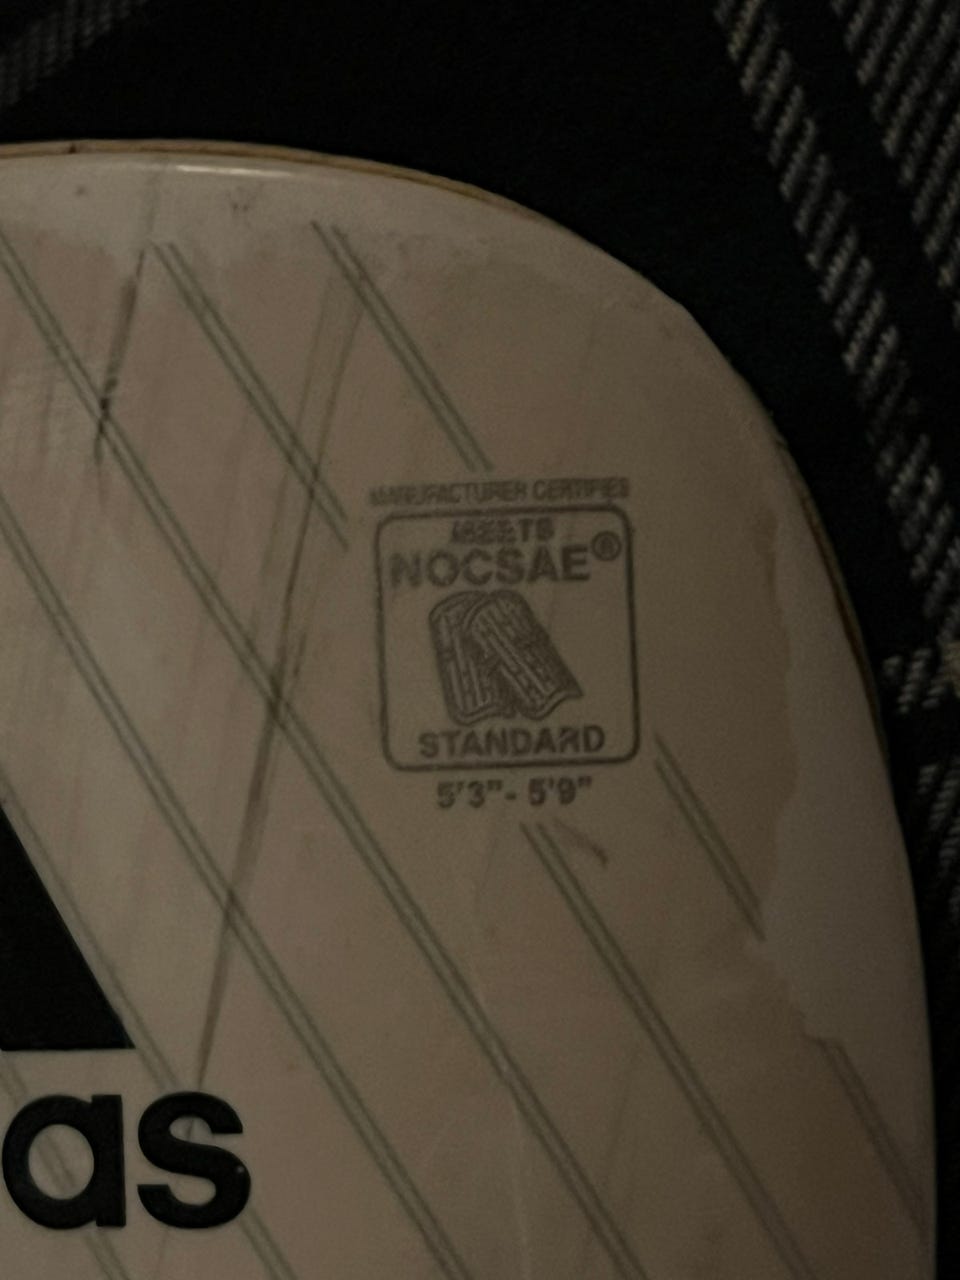 MANUFACTURER CERTIFIES
MEETS
NOCSAE®
STANDARD
5'3"- 5'9"
as